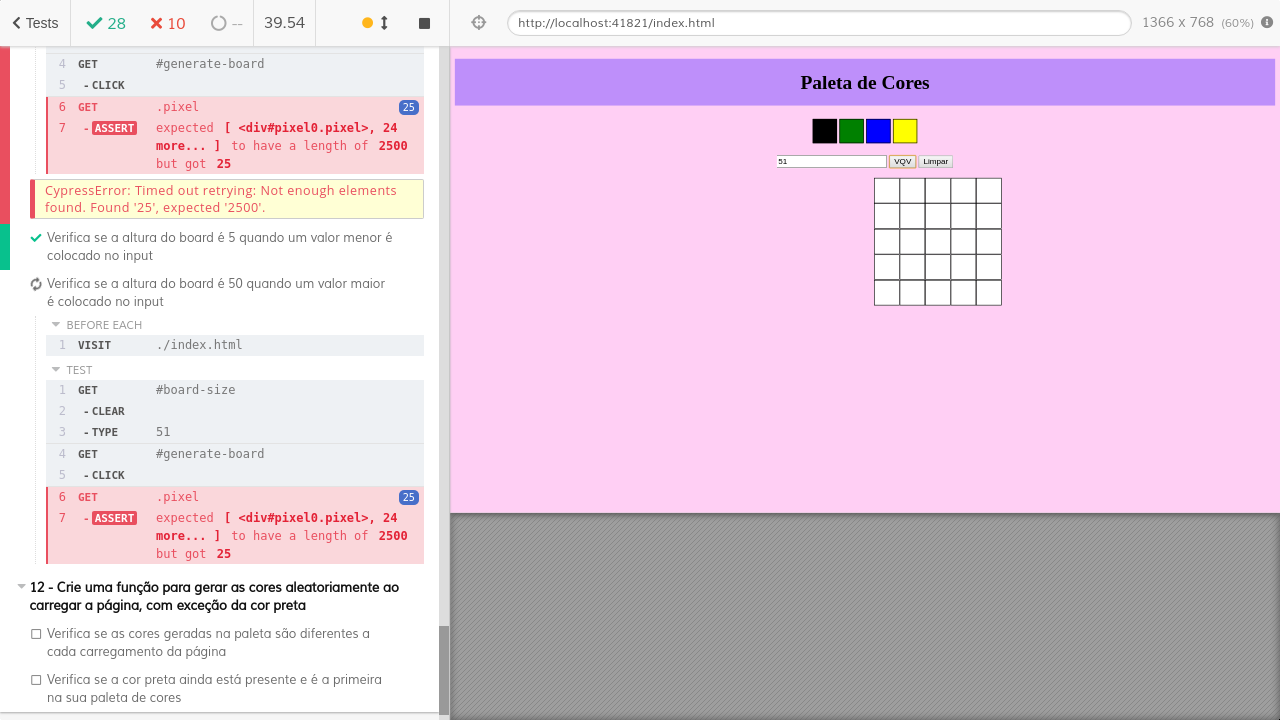 Tests
28
10
--
39.54
http://localhost:41821/index.html
1366 x 768 (60%)
4 GET #generate-board
5 -CLICK
6 GET .pixel 25
7 -ASSERT expected [ <div#pixel0.pixel>, 24
more... ] to have a length of 2500
but got 25
CypressError: Timed out retrying: Not enough elements
found. Found '25', expected '2500'.
Verifica se a altura do board é 5 quando um valor menor é
colocado no input
Verifica se a altura do board é 50 quando um valor maior
é colocado no input
BEFORE EACH
1 VISIT ./index.html
TEST
1 GET #board-size
2 -CLEAR
3 -TYPE 51
4 GET #generate-board
5 -CLICK
6 GET .pixel 25
7 -ASSERT expected [ <div#pixel0.pixel>, 24
more... ] to have a length of 2500
but got 25
12 - Crie uma função para gerar as cores aleatoriamente ao
carregar a página, com exceção da cor preta
Verifica se as cores geradas na paleta são diferentes a
cada carregamento da página
Verifica se a cor preta ainda está presente e é a primeira
na sua paleta de cores
Paleta de Cores
51 VQV Limpar